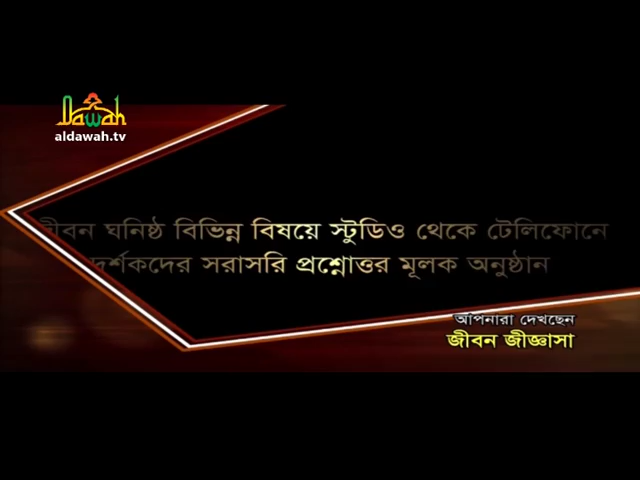 Dawah
aldawah.tv
জীবন ঘনিষ্ঠ বিভিন্ন বিষয়ে স্টুডিও থেকে টেলিফোনে
দর্শকদের সরাসরি প্রশ্নোত্তর মূলক অনুষ্ঠান
আপনারা দেখছেন
জীবন জীজ্ঞাসা